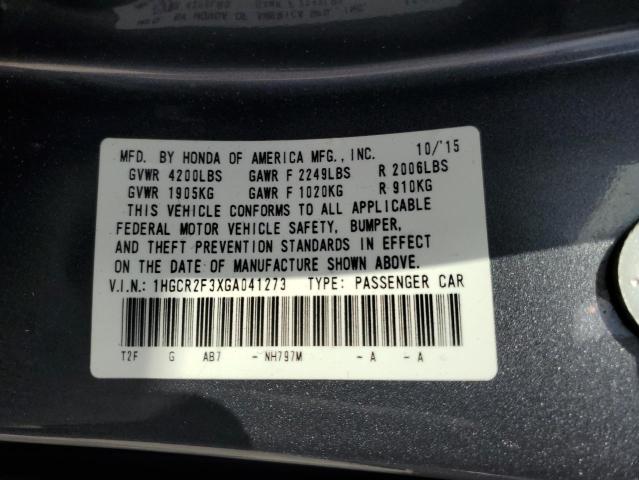 MFD. BY HONDA OF AMERICA MFG., INC. 10/'15
GVWR 4200LBS GAWR F 2249LBS R 2006LBS
GVWR 1905KG GAWR F 1020KG R 910KG
THIS VEHICLE CONFORMS TO ALL APPLICABLE
FEDERAL MOTOR VEHICLE SAFETY, BUMPER,
AND THEFT PREVENTION STANDARDS IN EFFECT
ON THE DATE OF MANUFACTURE SHOWN ABOVE.
V.I.N.: 1HGCR2F3XGA041273 TYPE: PASSENGER CAR
T2F G AB7 - NH797M - A - A